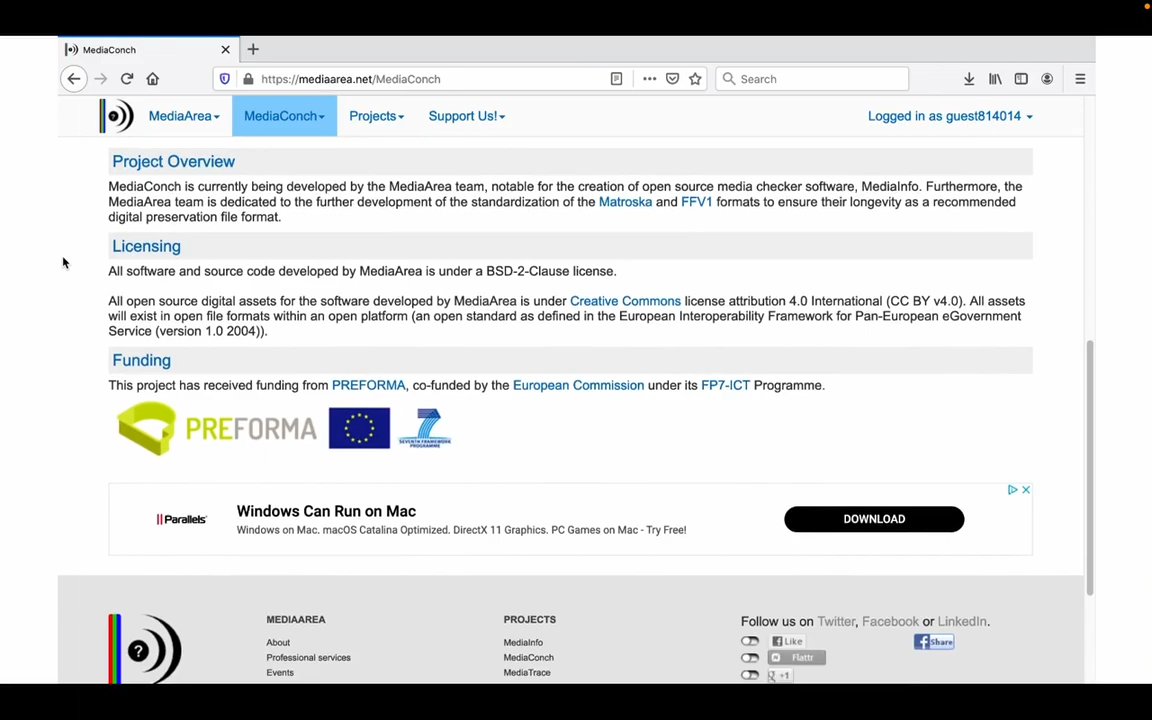 MediaConch
https://mediaarea.net/MediaConch
Search
MediaArea
MediaConch
Projects
Support Us!
Logged in as guest814014
Project Overview
MediaConch is currently being developed by the MediaArea team, notable for the creation of open source media checker software, MediaInfo. Furthermore, the
MediaArea team is dedicated to the further development of the standardization of the Matroska and FFV1 formats to ensure their longevity as a recommended
digital preservation file format.
Licensing
All software and source code developed by MediaArea is under a BSD-2-Clause license.
All open source digital assets for the software developed by MediaArea is under Creative Commons license attribution 4.0 International (CC BY v4.0). All assets
will exist in open file formats within an open platform (an open standard as defined in the European Interoperability Framework for Pan-European eGovernment
Service (version 1.0 2004)).
Funding
This project has received funding from PREFORMA, co-funded by the European Commission under its FP7-ICT Programme.
PREFORMA
SEVENTH FRAMEWORK
PROGRAMME
Parallels
Windows Can Run on Mac
Windows on Mac. macOS Catalina Optimized. DirectX 11 Graphics. PC Games on Mac - Try Free!
DOWNLOAD
MEDIAAREA
About
Professional services
Events
PROJECTS
MediaInfo
MediaConch
MediaTrace
Follow us on Twitter, Facebook or LinkedIn.
Like
Share
Flattr
+1